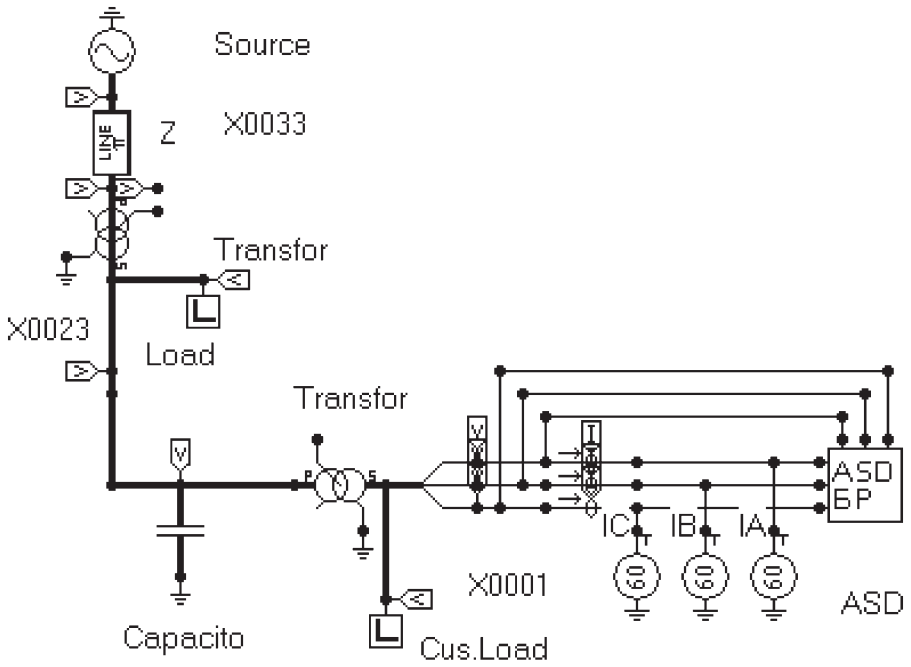 Source
Z X0033
LINE
π
P
S
Transfor
X0023
Load
V
Transfor
P S
V
I
ASD
6P
IC IB IA
60 60 60
X0001
ASD
Capacito
Cus.Load